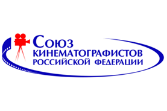 Союз
кинематографистов
Российской Федерации